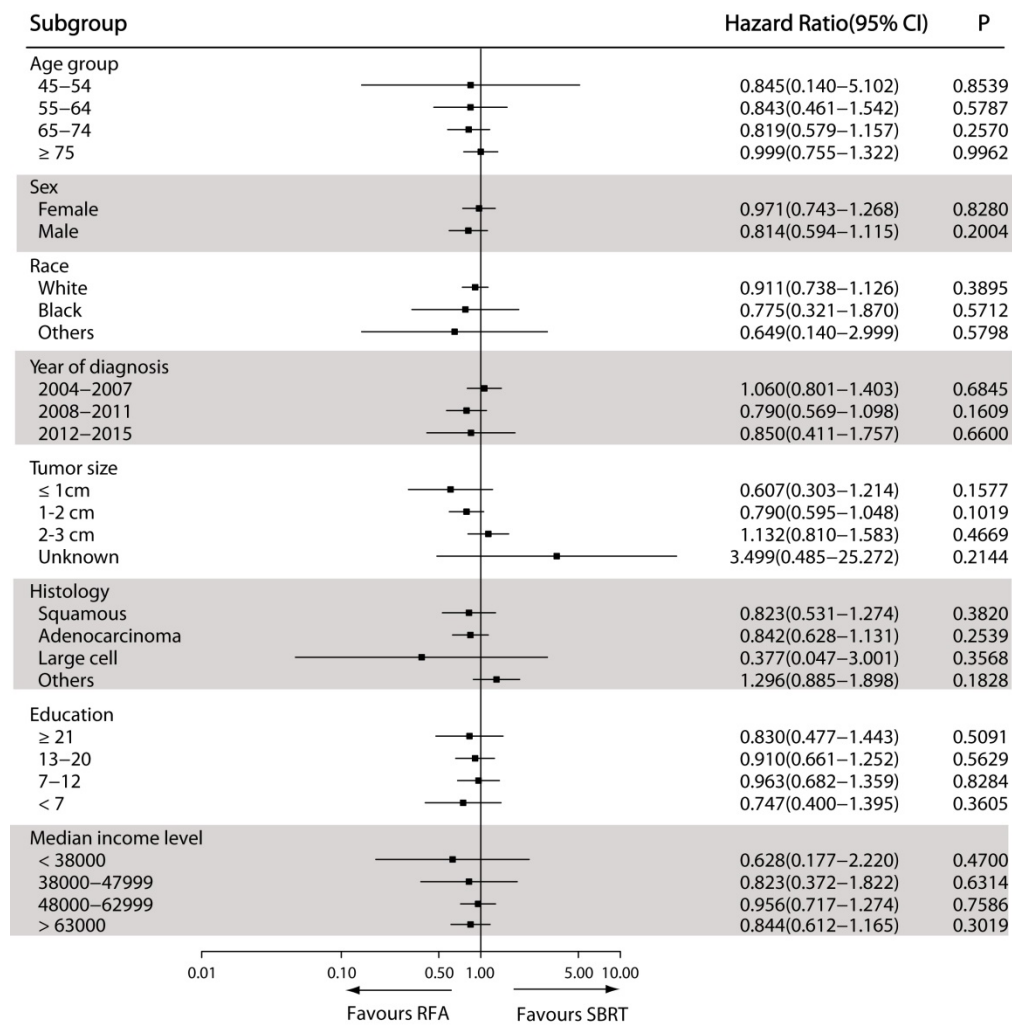 Subgroup Hazard Ratio(95% CI) P
Age group
45–54 0.845(0.140–5.102) 0.8539
55–64 0.843(0.461–1.542) 0.5787
65–74 0.819(0.579–1.157) 0.2570
≥ 75 0.999(0.755–1.322) 0.9962
Sex
Female 0.971(0.743–1.268) 0.8280
Male 0.814(0.594–1.115) 0.2004
Race
White 0.911(0.738–1.126) 0.3895
Black 0.775(0.321–1.870) 0.5712
Others 0.649(0.140–2.999) 0.5798
Year of diagnosis
2004–2007 1.060(0.801–1.403) 0.6845
2008–2011 0.790(0.569–1.098) 0.1609
2012–2015 0.850(0.411–1.757) 0.6600
Tumor size
≤ 1cm 0.607(0.303–1.214) 0.1577
1-2 cm 0.790(0.595–1.048) 0.1019
2-3 cm 1.132(0.810–1.583) 0.4669
Unknown 3.499(0.485–25.272) 0.2144
Histology
Squamous 0.823(0.531–1.274) 0.3820
Adenocarcinoma 0.842(0.628–1.131) 0.2539
Large cell 0.377(0.047–3.001) 0.3568
Others 1.296(0.885–1.898) 0.1828
Education
≥ 21 0.830(0.477–1.443) 0.5091
13–20 0.910(0.661–1.252) 0.5629
7–12 0.963(0.682–1.359) 0.8284
< 7 0.747(0.400–1.395) 0.3605
Median income level
< 38000 0.628(0.177–2.220) 0.4700
38000–47999 0.823(0.372–1.822) 0.6314
48000–62999 0.956(0.717–1.274) 0.7586
> 63000 0.844(0.612–1.165) 0.3019
0.01 0.10 0.50 1.00 5.00 10.00
Favours RFA Favours SBRT